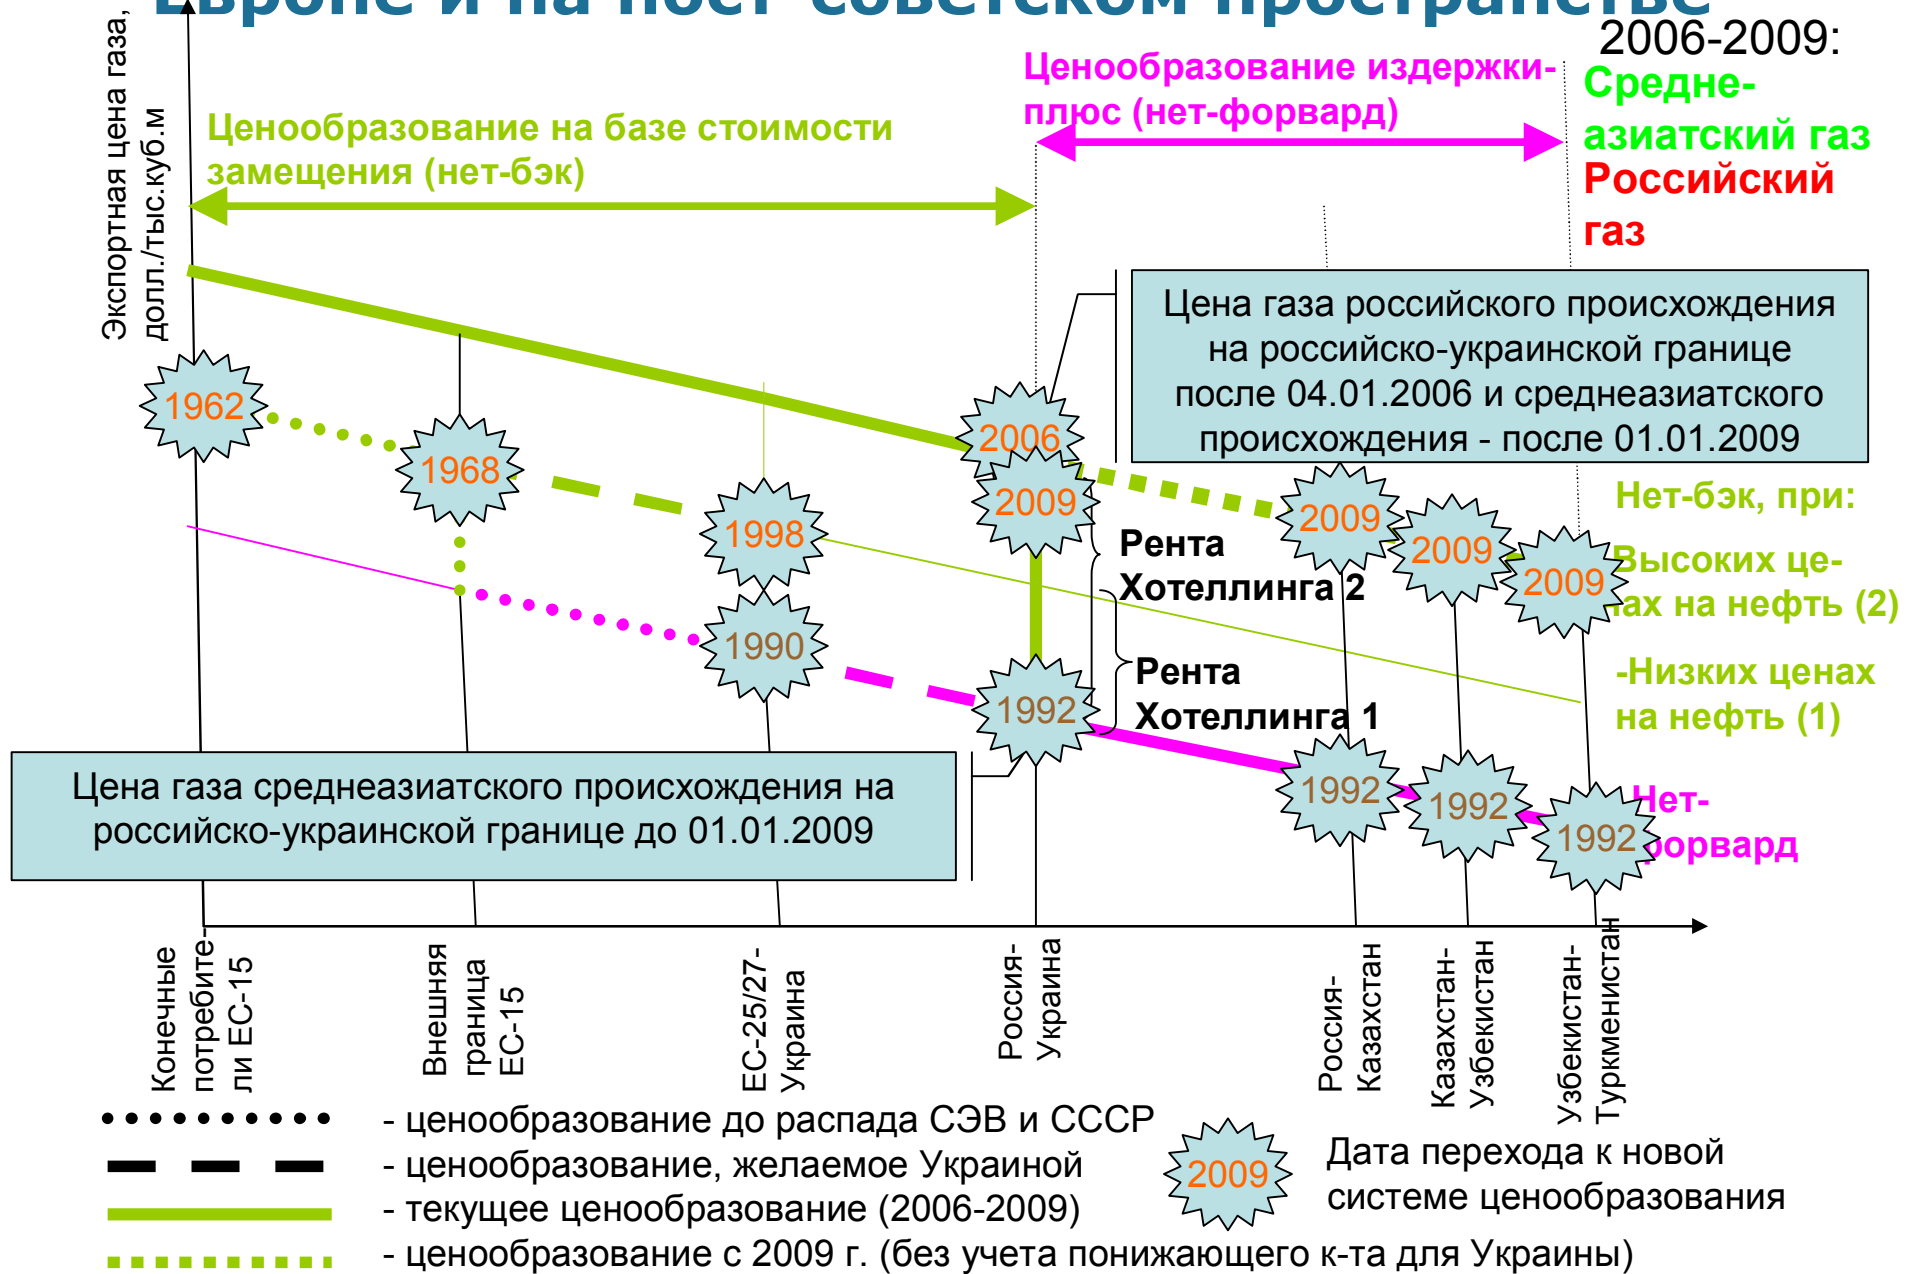 Европе и на пост-советском пространстве
Экспортная цена газа,
долл./тыс.куб.м
Ценообразование на базе стоимости
замещения (нет-бэк)
Ценообразование издержки-
плюс (нет-форвард)
2006-2009:
Средне-
азиатский газ
Российский
газ
Цена газа российского происхождения
на российско-украинской границе
после 04.01.2006 и среднеазиатского
происхождения - после 01.01.2009
1962
1968
1998
1990
2006
2009
1992
2009
2009
2009
1992
1992
1992
Рента
Хотеллинга 2
Рента
Хотеллинга 1
Нет-бэк, при:
Высоких це-
нах на нефть (2)
-Низких ценах
на нефть (1)
Нет-
форвард
Цена газа среднеазиатского происхождения на
российско-украинской границе до 01.01.2009
Конечные
потребите-
ли ЕС-15
Внешняя
граница
ЕС-15
ЕС-25/27-
Украина
Россия-
Украина
Россия-
Казахстан
Казахстан-
Узбекистан
Узбекистан-
Туркменистан
- ценообразование до распада СЭВ и СССР
- ценообразование, желаемое Украиной
- текущее ценообразование (2006-2009)
- ценообразование с 2009 г. (без учета понижающего к-та для Украины)
2009
Дата перехода к новой
системе ценообразования